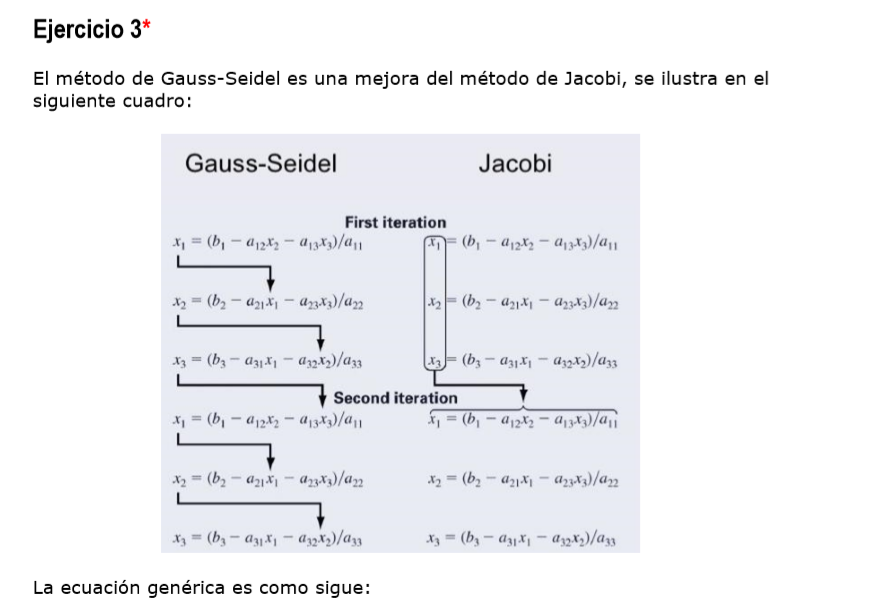 Ejercicio 3*
El método de Gauss-Seidel es una mejora del método de Jacobi, se ilustra en el
siguiente cuadro:
Gauss-Seidel Jacobi
First iteration
x₁ = (b₁ − a₁₂x₂ − a₁₃x₃)/a₁₁ x₁ = (b₁ − a₁₂x₂ − a₁₃x₃)/a₁₁
x₂ = (b₂ − a₂₁x₁ − a₂₃x₃)/a₂₂ x₂ = (b₂ − a₂₁x₁ − a₂₃x₃)/a₂₂
x₃ = (b₃ − a₃₁x₁ − a₃₂x₂)/a₃₃ x₃ = (b₃ − a₃₁x₁ − a₃₂x₂)/a₃₃
Second iteration
x₁ = (b₁ − a₁₂x₂ − a₁₃x₃)/a₁₁ x₁ = (b₁ − a₁₂x₂ − a₁₃x₃)/a₁₁
x₂ = (b₂ − a₂₁x₁ − a₂₃x₃)/a₂₂ x₂ = (b₂ − a₂₁x₁ − a₂₃x₃)/a₂₂
x₃ = (b₃ − a₃₁x₁ − a₃₂x₂)/a₃₃ x₃ = (b₃ − a₃₁x₁ − a₃₂x₂)/a₃₃
La ecuación genérica es como sigue: